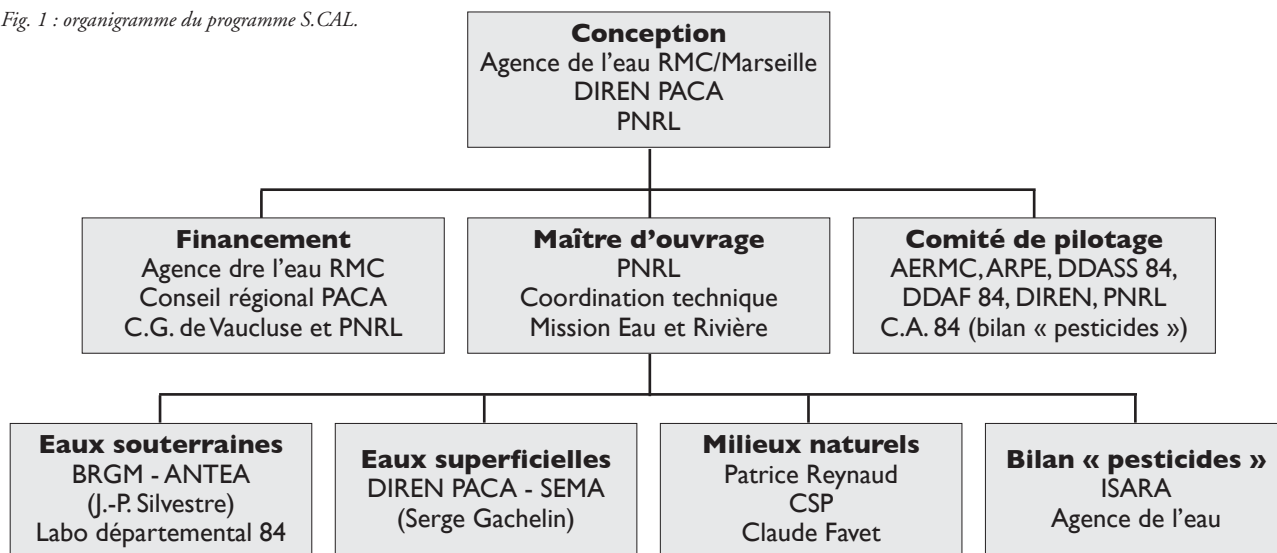 Fig. 1 : organigramme du programme S.CAL.
Conception
Agence de l'eau RMC/Marseille
DIREN PACA
PNRL
Financement
Agence dre l'eau RMC
Conseil régional PACA
C.G. de Vaucluse et PNRL
Maître d'ouvrage
PNRL
Coordination technique
Mission Eau et Rivière
Comité de pilotage
AERMC, ARPE, DDASS 84,
DDAF 84, DIREN, PNRL
C.A. 84 (bilan « pesticides »)
Eaux souterraines
BRGM - ANTEA
(J.-P. Silvestre)
Labo départemental 84
Eaux superficielles
DIREN PACA - SEMA
(Serge Gachelin)
Milieux naturels
Patrice Reynaud
CSP
Claude Favet
Bilan « pesticides »
ISARA
Agence de l'eau